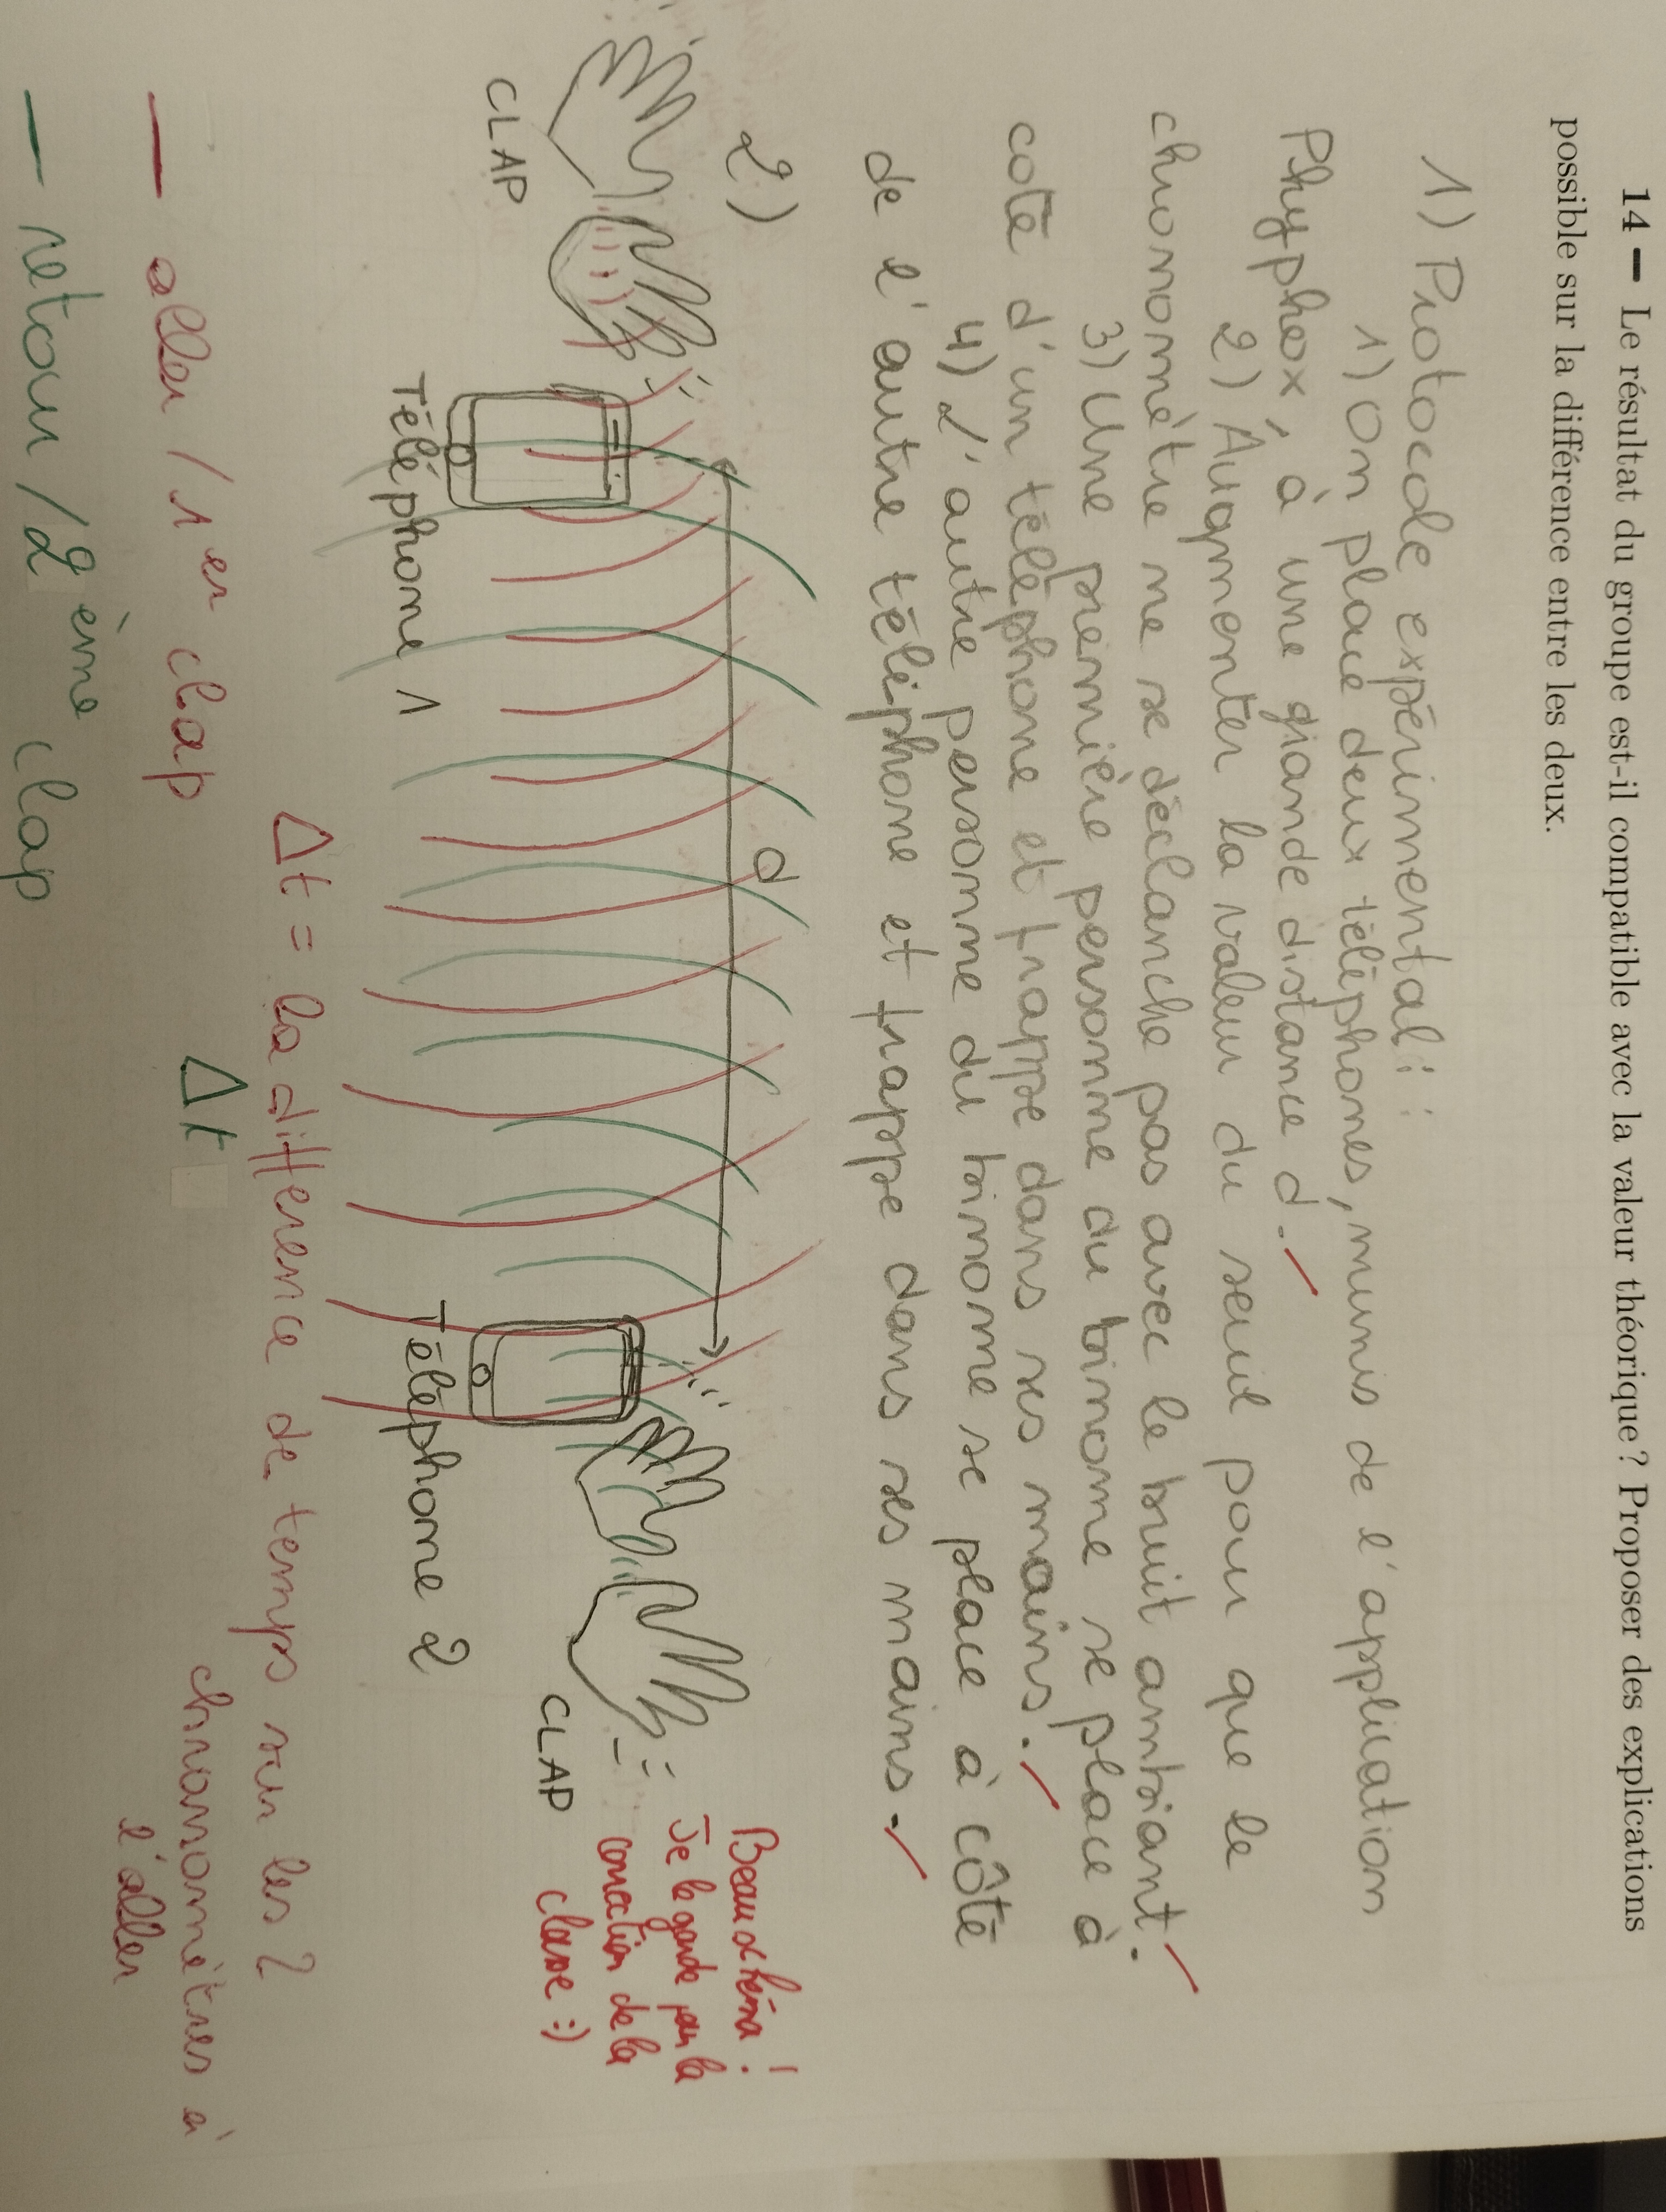 14 — Le résultat du groupe est-il compatible avec la valeur théorique ? Proposer des explications
possible sur la différence entre les deux.
1) Protocole expérimental :
1) On place deux téléphones, munis de l'application
Phyphox, à une grande distance d.
2) Augmenter la valeur du seuil pour que le
chronomètre ne se déclanche pas avec le bruit ambiant.
3) Une première personne du binome se place à
coté d'un téléphone et frappe dans ses mains.
4) L'autre personne du binome se place à côté
de l'autre téléphone et frappe dans ses mains.
2)
d
CLAP
CLAP
Téléphone 1
Téléphone 2
Beau schéma !
Je le garde pour la
correction de la
classe :)
Δt = la différence de temps sur les 2
chronomètres à
l'aller
Δt
— aller / 1er clap
— retour / 2ème clap